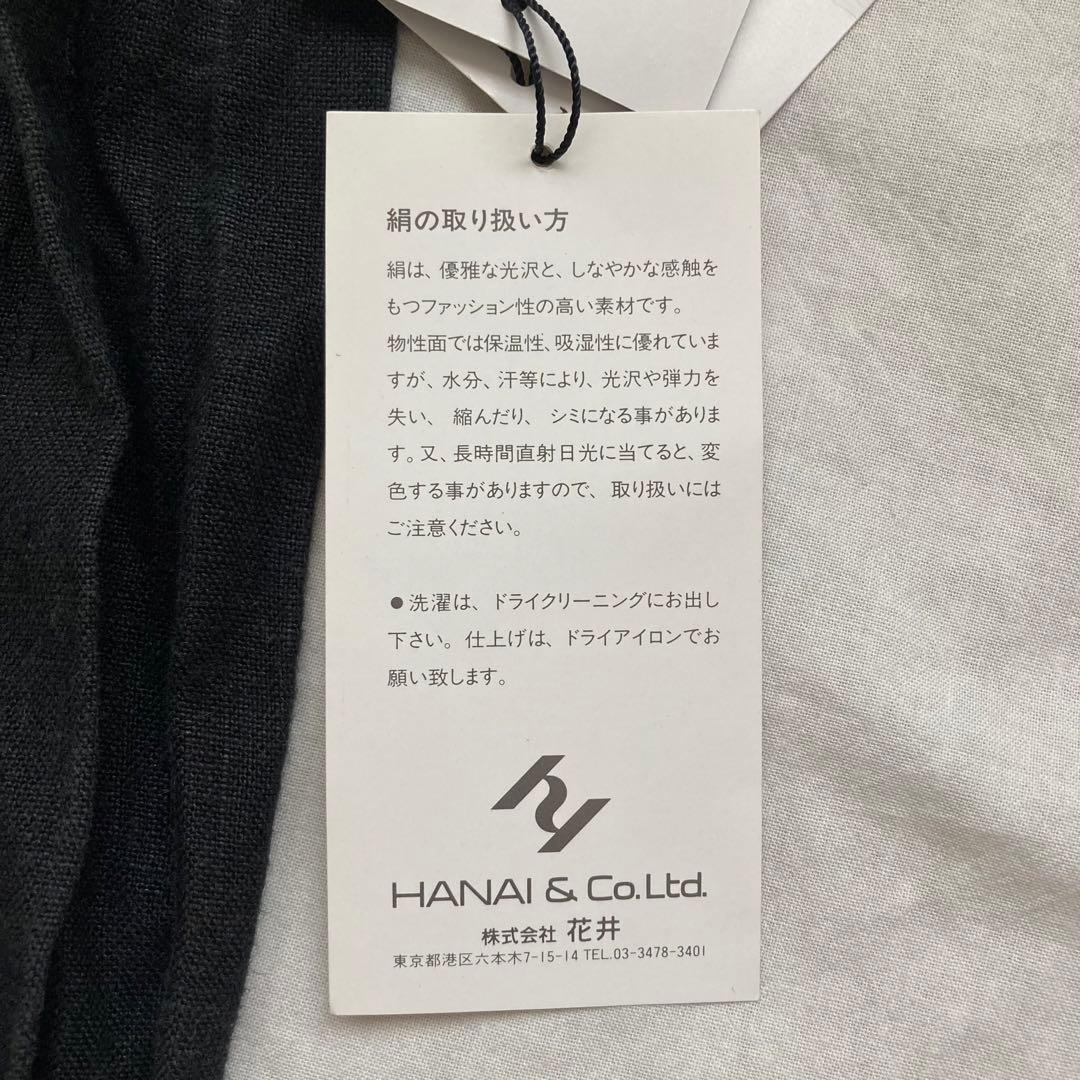 絹の取り扱い方
絹は、優雅な光沢と、しなやかな感触を
もつファッション性の高い素材です。
物性面では保温性、吸湿性に優れていま
すが、水分、汗等により、光沢や弾力を
失い、縮んだり、シミになる事がありま
す。又、長時間直射日光に当てると、変
色する事がありますので、取り扱いには
ご注意ください。
●洗濯は、ドライクリーニングにお出し
下さい。仕上げは、ドライアイロンでお
願い致します。
hy
HANAI & Co.Ltd.
株式会社 花井
東京都港区六本木7-15-14 TEL.03-3478-3401